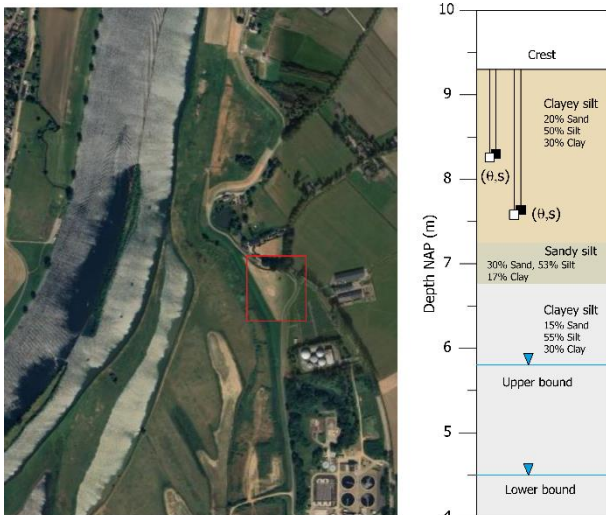 10
Crest
9
Clayey silt
20% Sand
50% Silt
30% Clay
(θ,s)
8
(θ,s)
Depth NAP (m)
Sandy silt
30% Sand, 53% Silt
17% Clay
7
Clayey silt
15% Sand
55% Silt
30% Clay
6
Upper bound
5
Lower bound
4